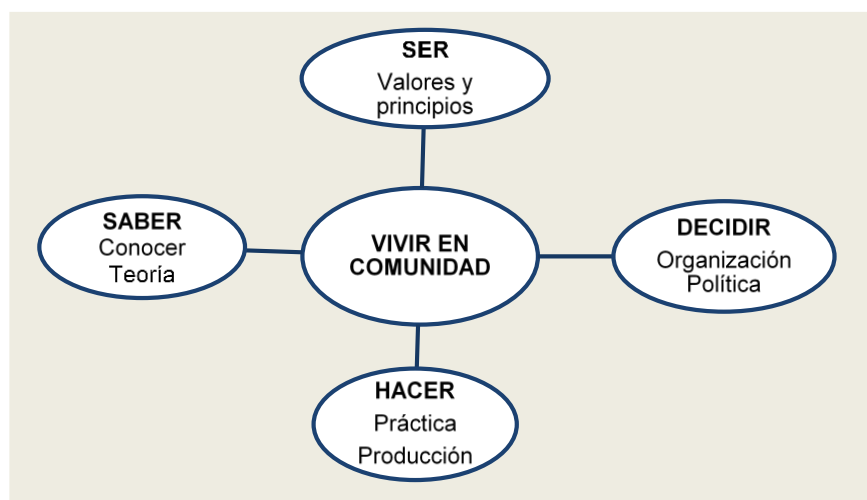 SER
Valores y
principios
SABER
Conocer
Teoría
VIVIR EN
COMUNIDAD
DECIDIR
Organización
Política
HACER
Práctica
Producción